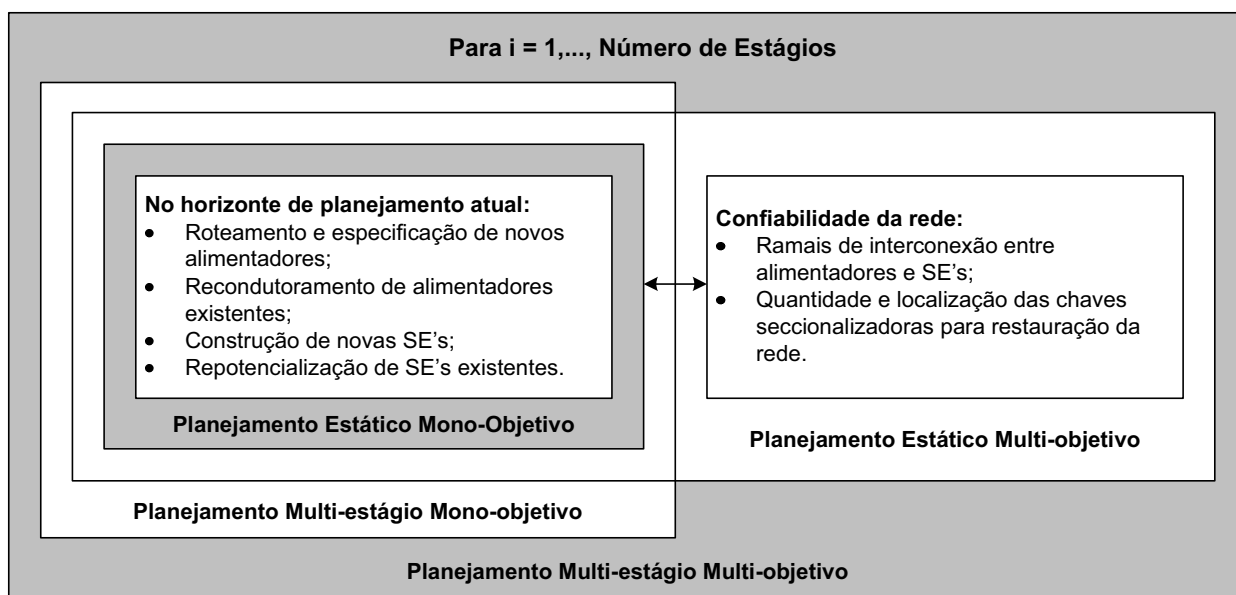 Para i = 1,..., Número de Estágios
No horizonte de planejamento atual:
• Roteamento e especificação de novos
alimentadores;
• Recondutoramento de alimentadores
existentes;
• Construção de novas SE's;
• Repotencialização de SE's existentes.
Planejamento Estático Mono-Objetivo
Confiabilidade da rede:
• Ramais de interconexão entre
alimentadores e SE's;
• Quantidade e localização das chaves
seccionalizadoras para restauração da
rede.
Planejamento Estático Multi-objetivo
Planejamento Multi-estágio Mono-objetivo
Planejamento Multi-estágio Multi-objetivo